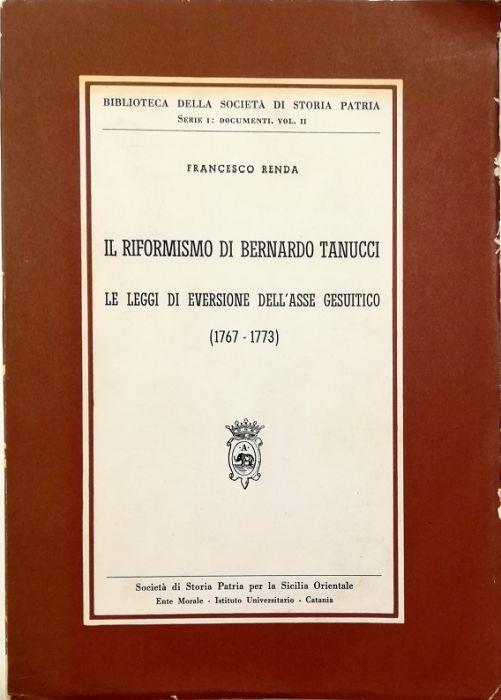 BIBLIOTECA DELLA SOCIETÀ DI STORIA PATRIA
SERIE I: DOCUMENTI. VOL. II
FRANCESCO RENDA
IL RIFORMISMO DI BERNARDO TANUCCI
LE LEGGI DI EVERSIONE DELL'ASSE GESUITICO
(1767 - 1773)
A
Società di Storia Patria per la Sicilia Orientale
Ente Morale - Istituto Universitario - Catania